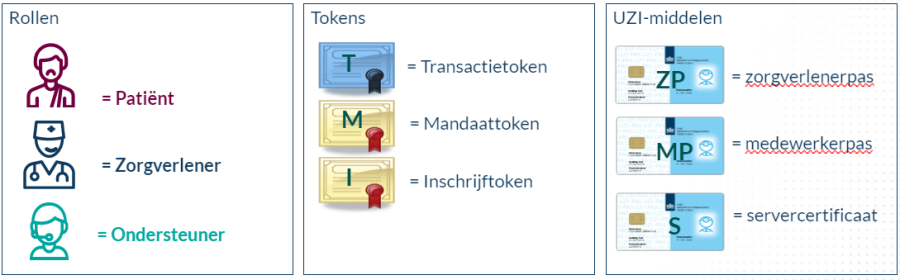 Rollen
= Patiënt
= Zorgverlener
= Ondersteuner
Tokens
T = Transactietoken
M = Mandaattoken
I = Inschrijftoken
UZI-middelen
ZP = zorgverlenerpas
MP = medewerkerpas
S = servercertificaat